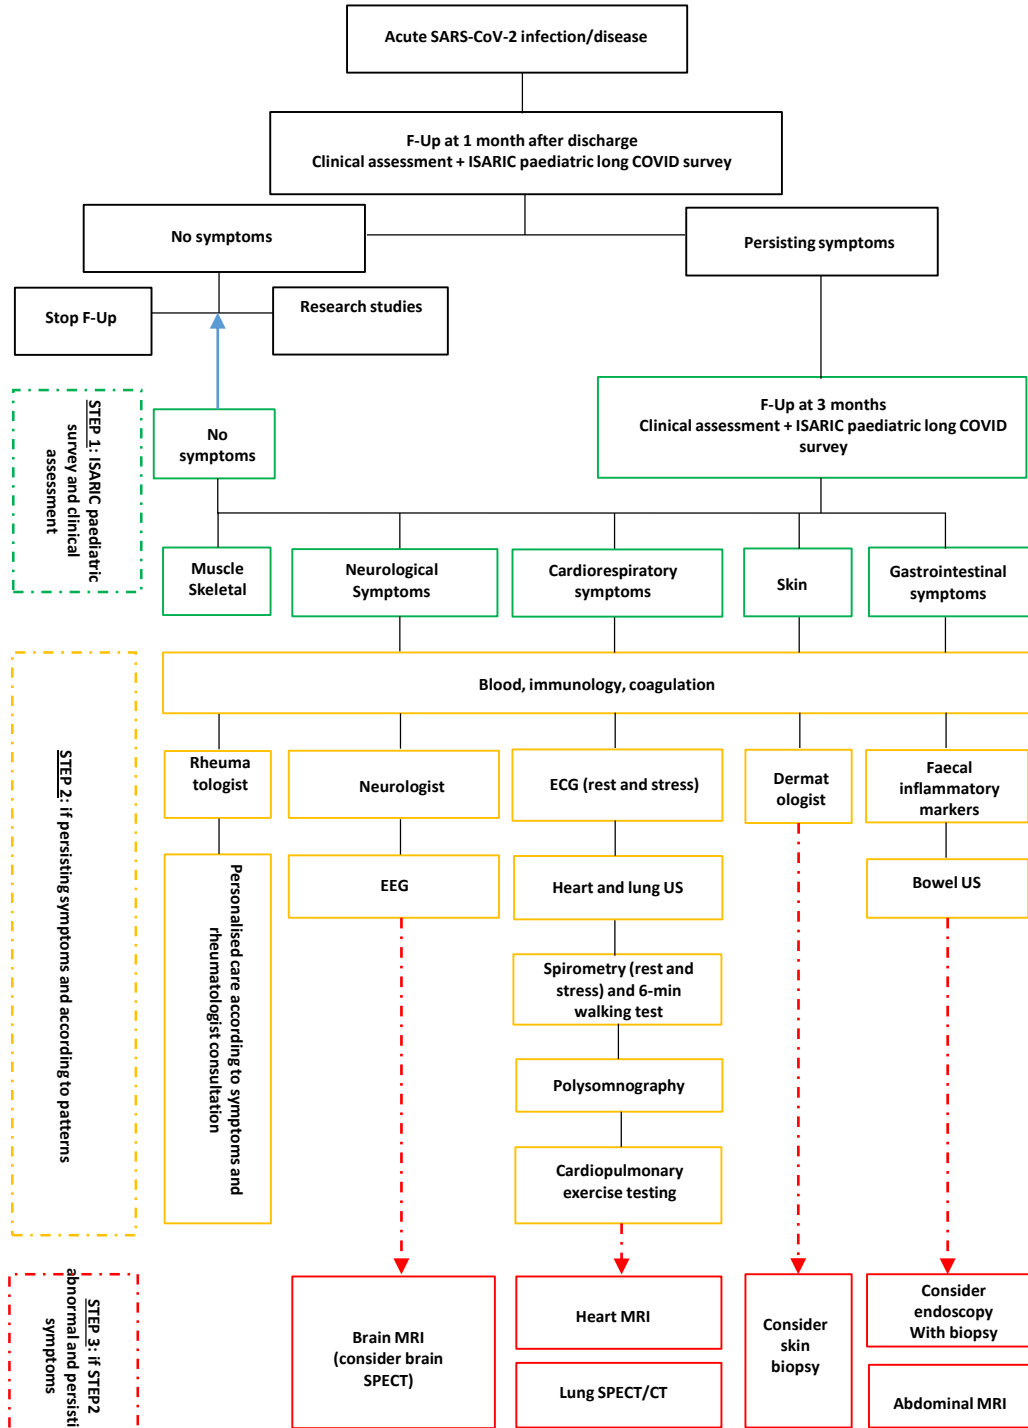 Acute SARS-CoV-2 infection/disease
F-Up at 1 month after discharge
Clinical assessment + ISARIC paediatric long COVID survey
No symptoms
Persisting symptoms
Stop F-Up
Research studies
STEP 1: ISARIC paediatric
survey and clinical
assessment
No
symptoms
F-Up at 3 months
Clinical assessment + ISARIC paediatric long COVID
survey
Muscle
Skeletal
Neurological
Symptoms
Cardiorespiratory
symptoms
Skin
Gastrointestinal
symptoms
STEP 2: if persisting symptoms and according to patterns
Blood, immunology, coagulation
Rheuma
tologist
Neurologist
ECG (rest and stress)
Dermat
ologist
Faecal
inflammatory
markers
Personalised care according to symptoms and
rheumatologist consultation
EEG
Heart and lung US
Bowel US
Spirometry (rest and
stress) and 6-min
walking test
Polysomnography
Cardiopulmonary
exercise testing
STEP 3: if STEP2
abnormal and persisti
symptoms
Brain MRI
(consider brain
SPECT)
Heart MRI
Lung SPECT/CT
Consider
skin
biopsy
Consider
endoscopy
With biopsy
Abdominal MRI